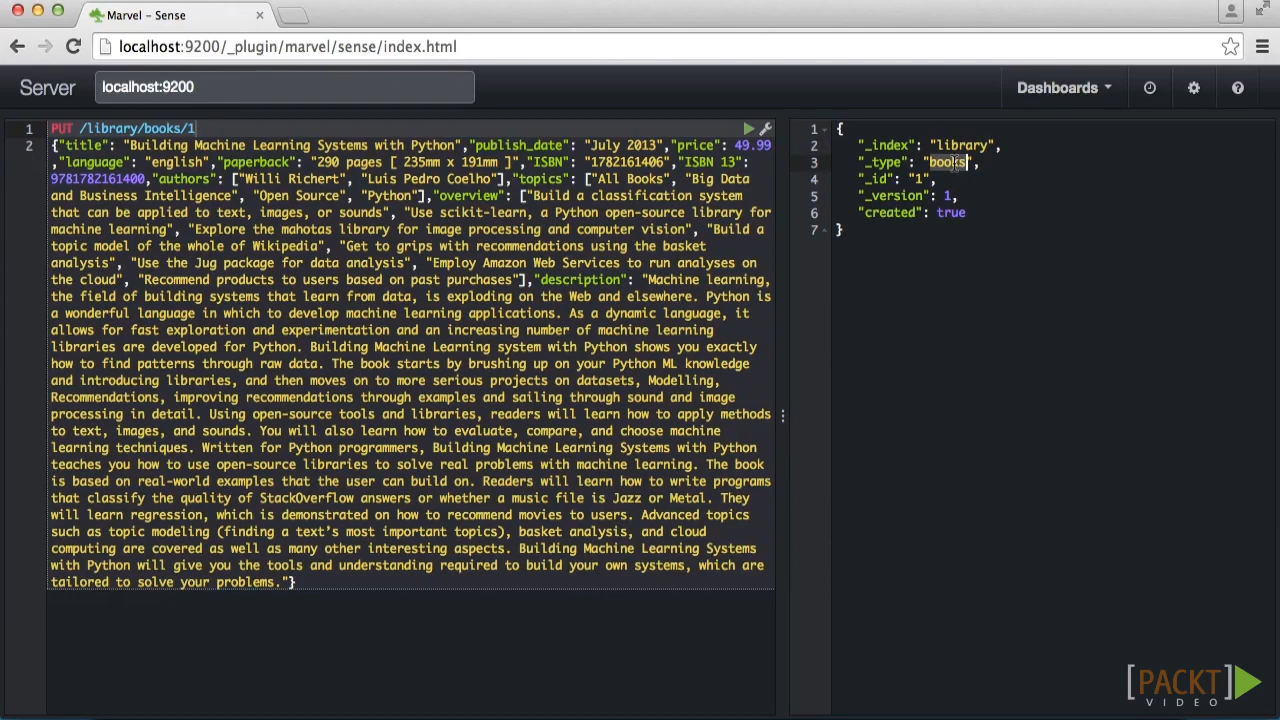 Marvel – Sense
localhost:9200/_plugin/marvel/sense/index.html
Server
localhost:9200
Dashboards
1
2
PUT /library/books/1
{"title": "Building Machine Learning Systems with Python","publish_date": "July 2013","price": 49.99
,"language": "english","paperback": "290 pages [ 235mm x 191mm ]","ISBN": "1782161406","ISBN 13":
9781782161400,"authors": ["Willi Richert", "Luis Pedro Coelho"],"topics": ["All Books", "Big Data
and Business Intelligence", "Open Source", "Python"],"overview": ["Build a classification system
that can be applied to text, images, or sounds", "Use scikit-learn, a Python open-source library for
machine learning", "Explore the mahotas library for image processing and computer vision", "Build a
topic model of the whole of Wikipedia", "Get to grips with recommendations using the basket
analysis", "Use the Jug package for data analysis", "Employ Amazon Web Services to run analyses on
the cloud", "Recommend products to users based on past purchases"],"description": "Machine learning,
the field of building systems that learn from data, is exploding on the Web and elsewhere. Python is
a wonderful language in which to develop machine learning applications. As a dynamic language, it
allows for fast exploration and experimentation and an increasing number of machine learning
libraries are developed for Python. Building Machine Learning system with Python shows you exactly
how to find patterns through raw data. The book starts by brushing up on your Python ML knowledge
and introducing libraries, and then moves on to more serious projects on datasets, Modelling,
Recommendations, improving recommendations through examples and sailing through sound and image
processing in detail. Using open-source tools and libraries, readers will learn how to apply methods
to text, images, and sounds. You will also learn how to evaluate, compare, and choose machine
learning techniques. Written for Python programmers, Building Machine Learning Systems with Python
teaches you how to use open-source libraries to solve real problems with machine learning. The book
is based on real-world examples that the user can build on. Readers will learn how to write programs
that classify the quality of StackOverflow answers or whether a music file is Jazz or Metal. They
will learn regression, which is demonstrated on how to recommend movies to users. Advanced topics
such as topic modeling (finding a text's most important topics), basket analysis, and cloud
computing are covered as well as many other interesting aspects. Building Machine Learning Systems
with Python will give you the tools and understanding required to build your own systems, which are
tailored to solve your problems."}
1 {
2 "_index": "library",
3 "_type": "books",
4 "_id": "1",
5 "_version": 1,
6 "created": true
7 }
[PACKT]
VIDEO